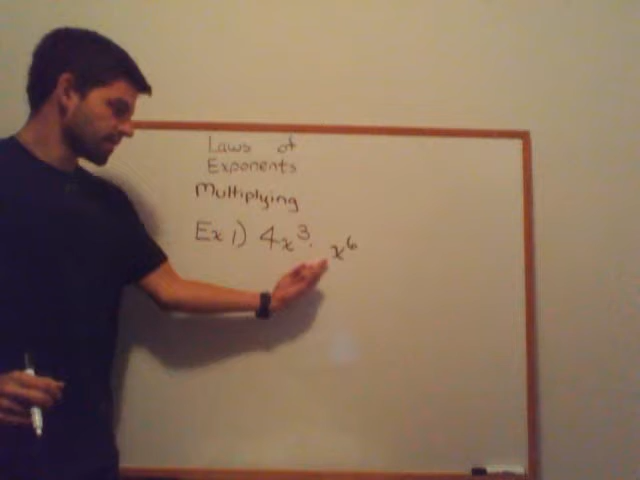 Laws of
Exponents
Multiplying
Ex 1) 4x³ · x⁶